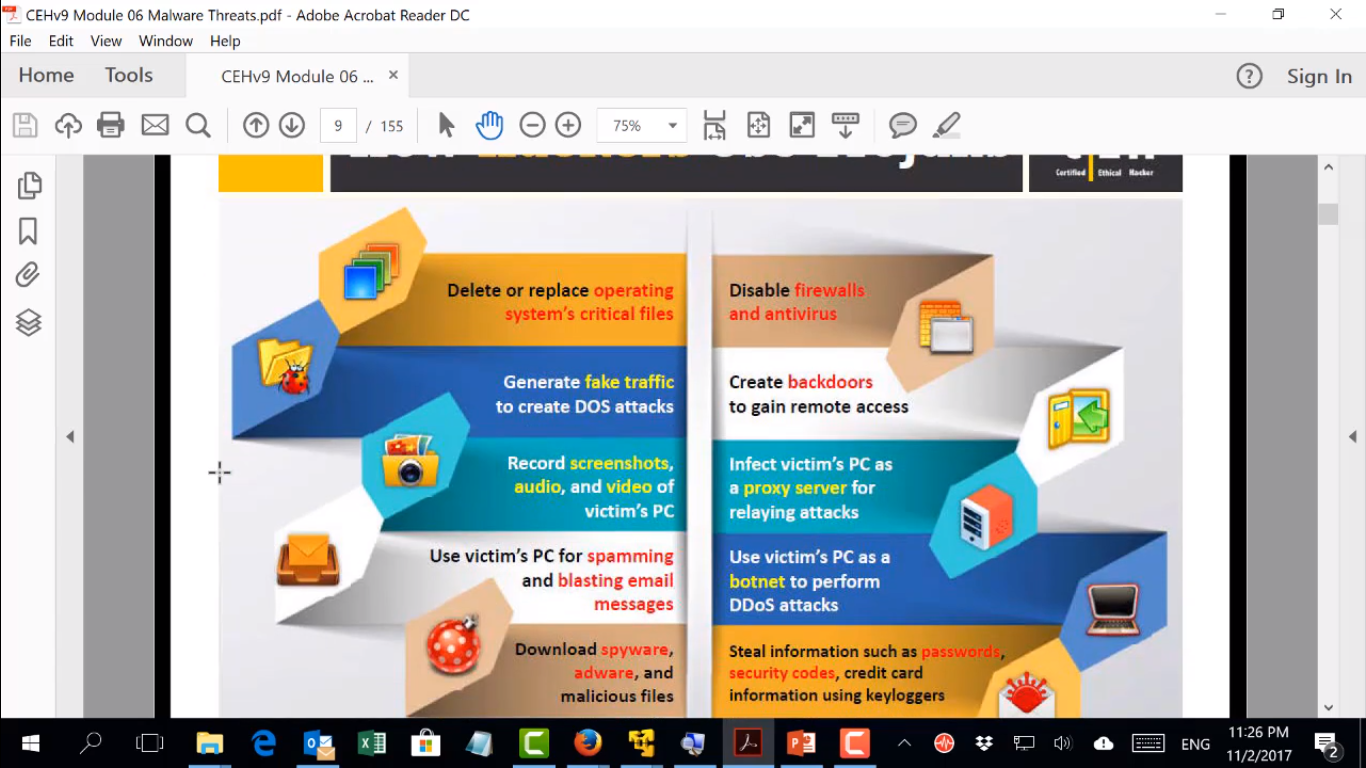 CEHv9 Module 06 Malware Threats.pdf - Adobe Acrobat Reader DC
File Edit View Window Help
Home Tools CEHv9 Module 06 ... Sign In
9 / 155 75%
Certified Ethical Hacker
Delete or replace operating
system's critical files
Generate fake traffic
to create DOS attacks
Record screenshots,
audio, and video of
victim's PC
Use victim's PC for spamming
and blasting email
messages
Download spyware,
adware, and
malicious files
Disable firewalls
and antivirus
Create backdoors
to gain remote access
Infect victim's PC as
a proxy server for
relaying attacks
Use victim's PC as a
botnet to perform
DDoS attacks
Steal information such as passwords,
security codes, credit card
information using keyloggers
ENG
11:26 PM
11/2/2017
2